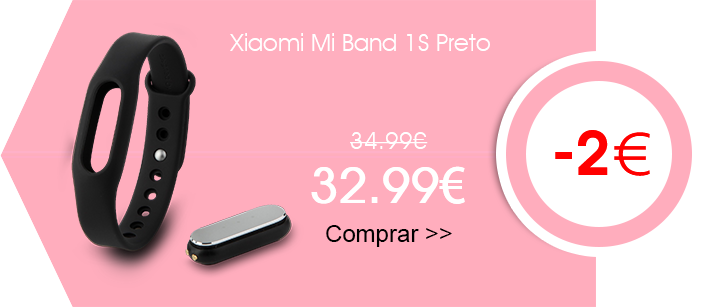 Xiaomi Mi Band 1S Preto
34.99€
32.99€
Comprar >>
-2€